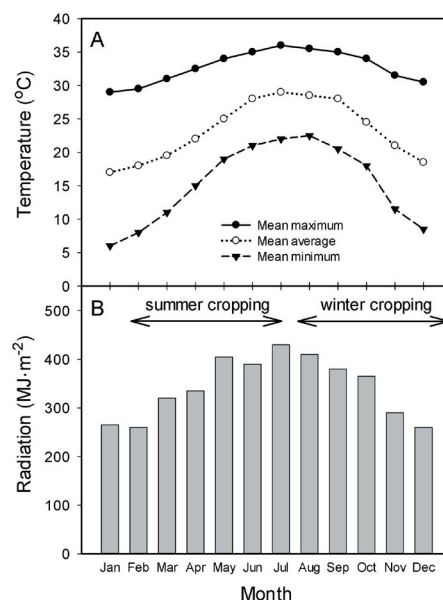 A
40
35
30
25
20
15
10
5
0
Temperature (°C)
Mean maximum
Mean average
Mean minimum
B
summer cropping
winter cropping
500
400
300
200
100
0
Radiation (MJ·m-2)
Jan Feb Mar Apr May Jun Jul Aug Sep Oct Nov Dec
Month